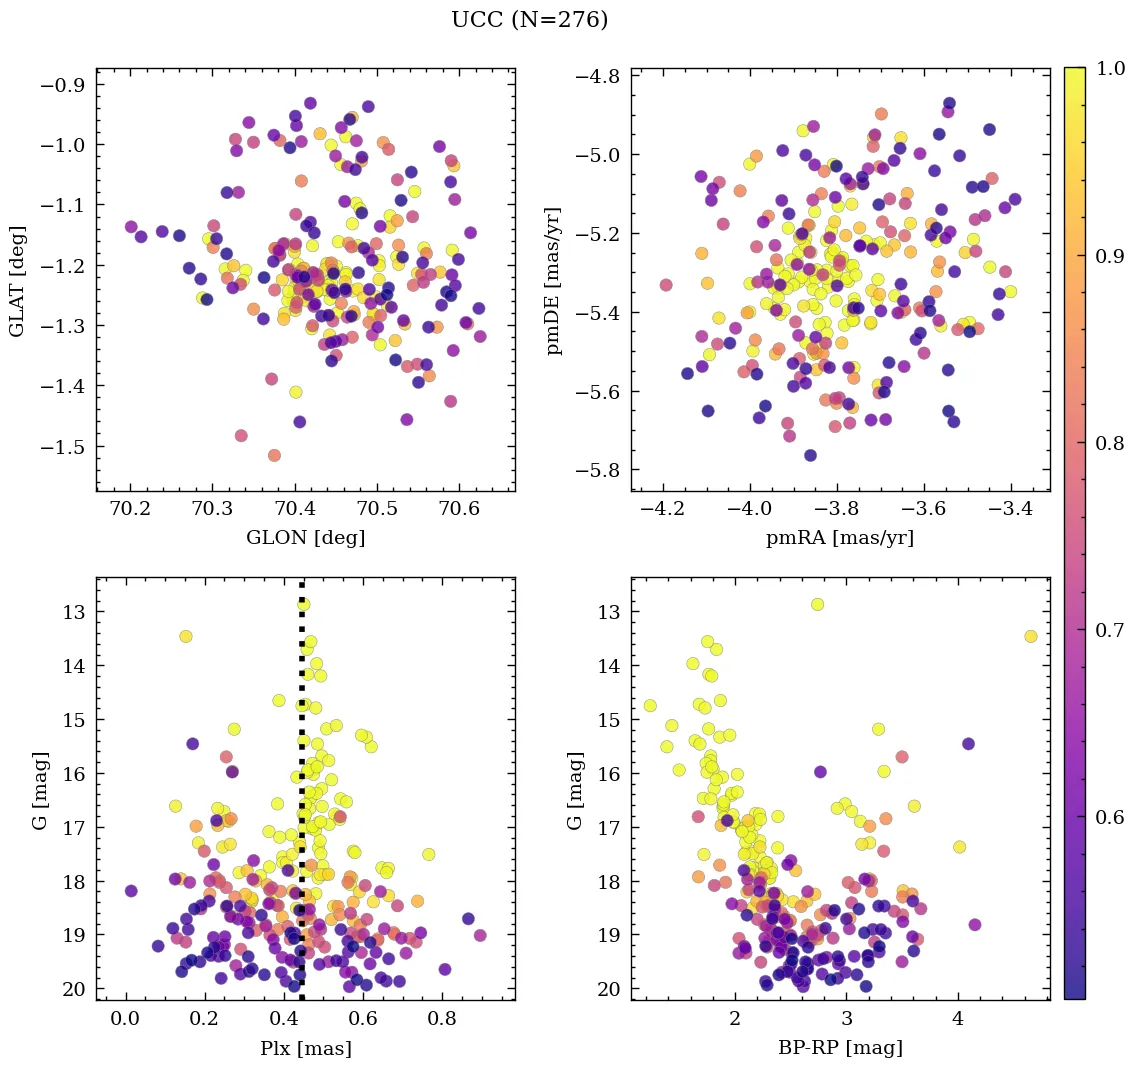 UCC (N=276)
−0.9
−1.0
−1.1
−1.2
−1.3
−1.4
−1.5
GLAT [deg]
70.2 70.3 70.4 70.5 70.6
GLON [deg]
−4.8
−5.0
−5.2
−5.4
−5.6
−5.8
pmDE [mas/yr]
−4.2 −4.0 −3.8 −3.6 −3.4
pmRA [mas/yr]
13
14
15
16
17
18
19
20
G [mag]
0.0 0.2 0.4 0.6 0.8
Plx [mas]
13
14
15
16
17
18
19
20
G [mag]
2 3 4
BP-RP [mag]
1.0
0.9
0.8
0.7
0.6